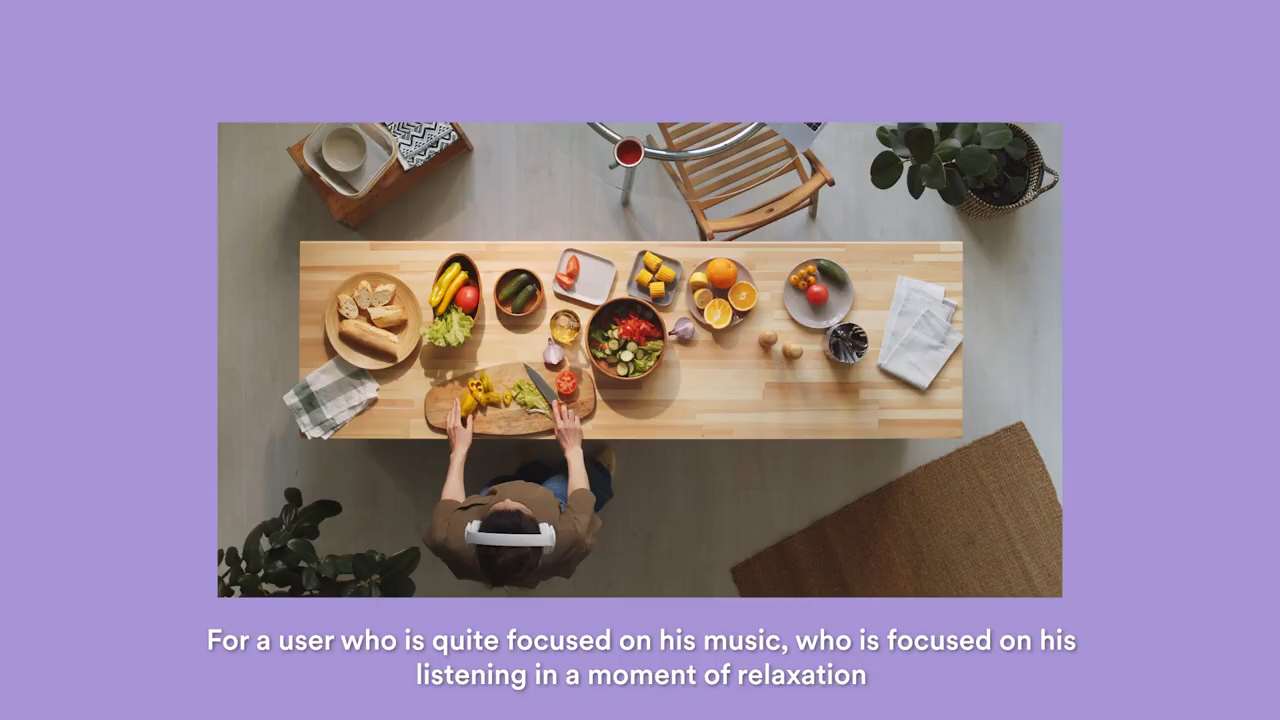 For a user who is quite focused on his music, who is focused on his
listening in a moment of relaxation